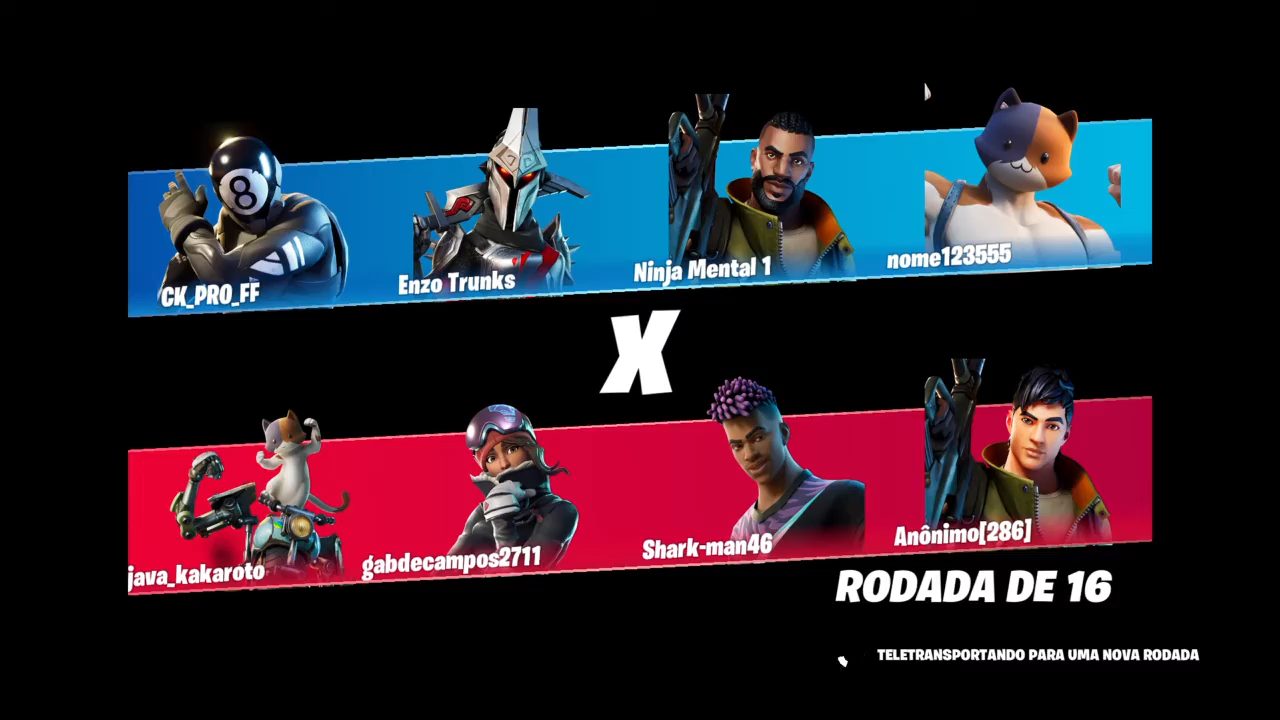 8
CK_PRO_FF
Enzo Trunks
Ninja Mental 1
nome123555
X
java_kakaroto
gabdecampos2711
Shark-man46
Anônimo[286]
RODADA DE 16
TELETRANSPORTANDO PARA UMA NOVA RODADA